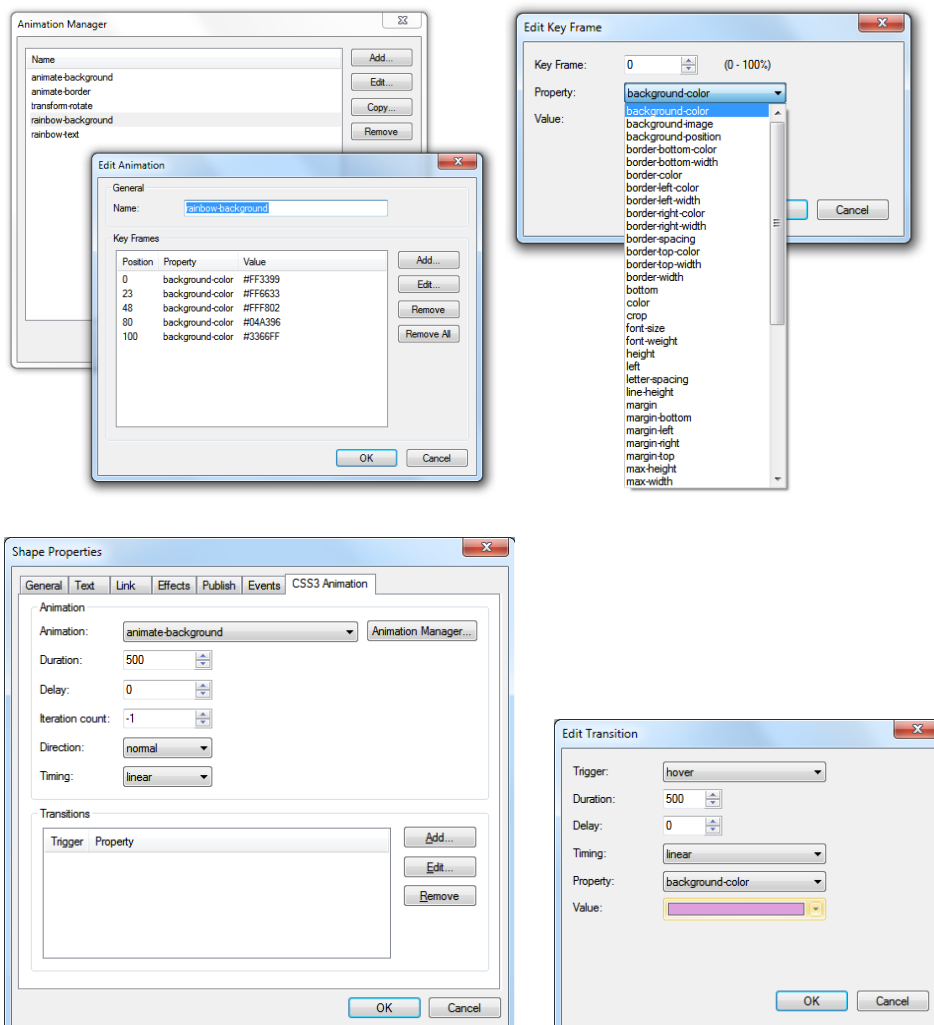 Animation Manager
Name
animate-background
animate-border
transform-rotate
rainbow-background
rainbow-text
Add...
Edit...
Copy...
Remove
Edit Animation
General
Name: rainbow-background
Key Frames
Position Property Value
0 background-color #FF3399
23 background-color #FF6633
48 background-color #FFF802
80 background-color #04A396
100 background-color #3366FF
Add...
Edit...
Remove
Remove All
OK Cancel
Edit Key Frame
Key Frame: 0 (0 - 100%)
Property: background-color
Value:
background-color
background-image
background-position
border-bottom-color
border-bottom-width
border-color
border-left-color
border-left-width
border-right-color
border-right-width
border-spacing
border-top-color
border-top-width
border-width
bottom
color
crop
font-size
font-weight
height
left
letter-spacing
line-height
margin
margin-bottom
margin-left
margin-right
margin-top
max-height
max-width
Cancel
Shape Properties
General Text Link Effects Publish Events CSS3 Animation
Animation
Animation: animate-background Animation Manager...
Duration: 500
Delay: 0
Iteration count: -1
Direction: normal
Timing: linear
Transitions
Trigger Property
Add...
Edit...
Remove
OK Cancel
Edit Transition
Trigger: hover
Duration: 500
Delay: 0
Timing: linear
Property: background-color
Value:
OK Cancel